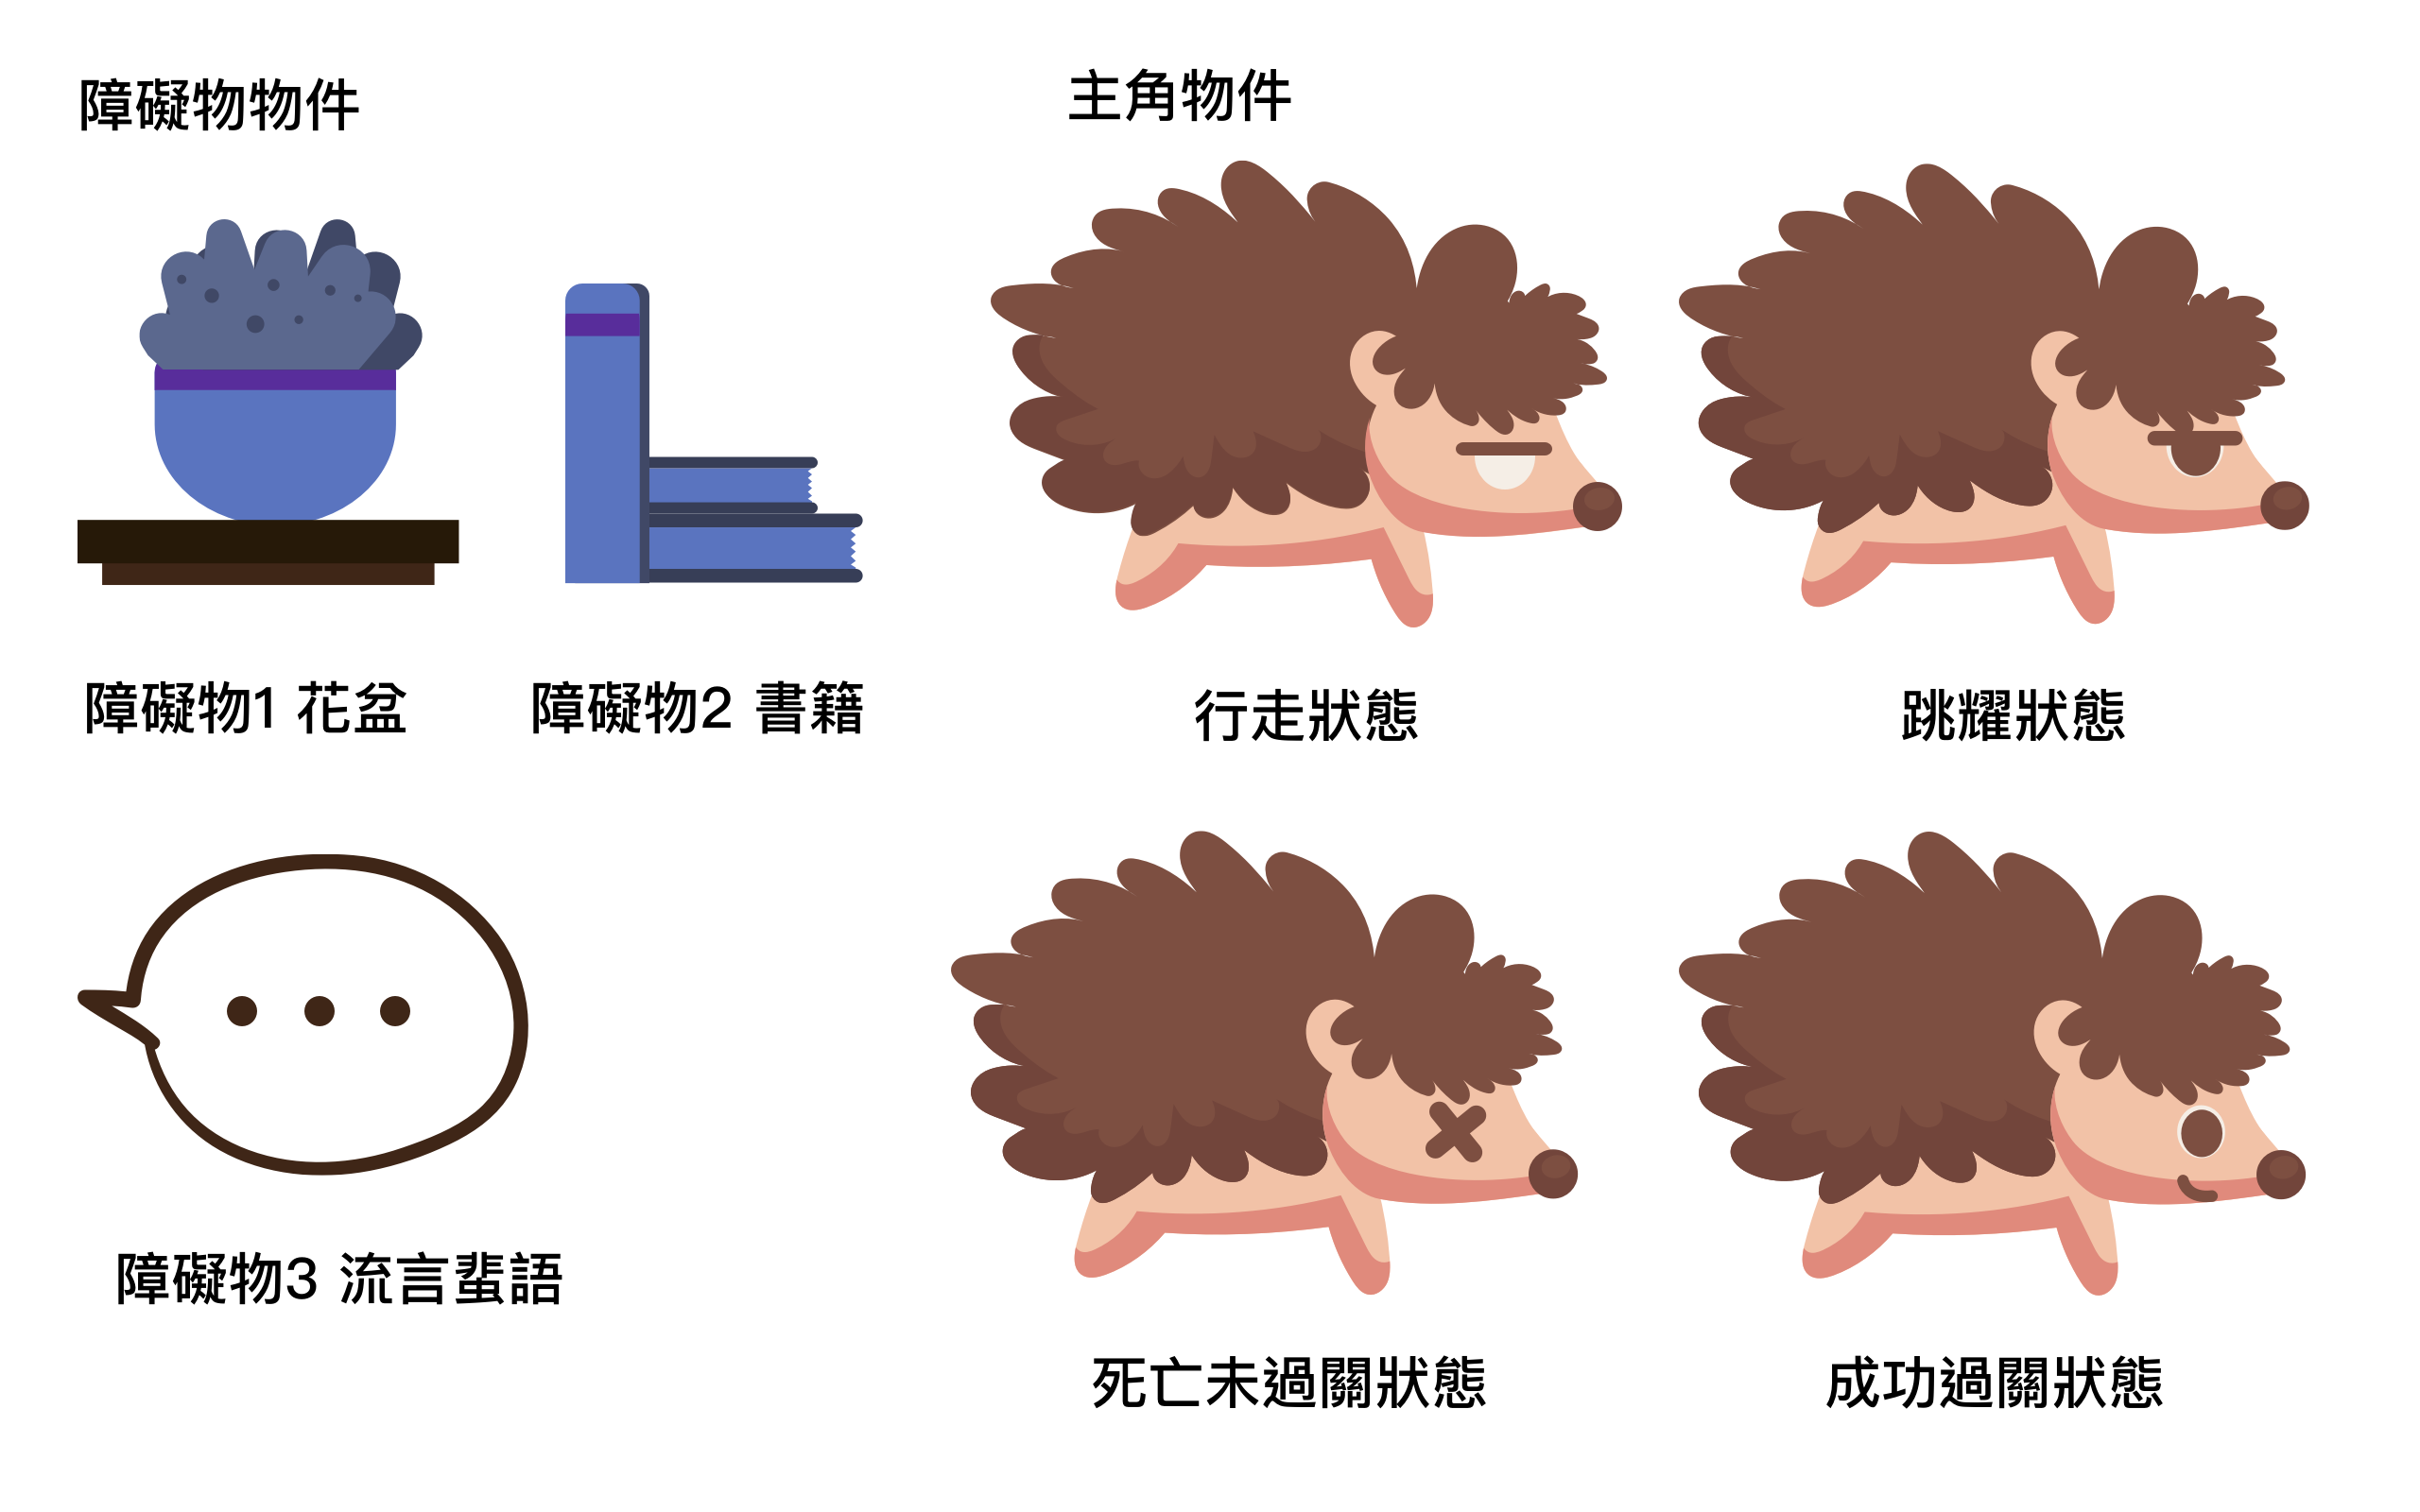 障礙物物件
主角物件
障礙物1 花盆
障礙物2 書籍
行走狀態
跳耀狀態
障礙物3 流言蜚語
死亡未過關狀態
成功過關狀態